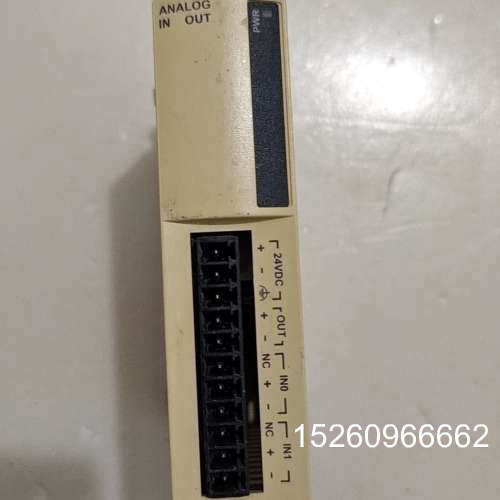 ANALOG
IN OUT
PWR
24VDC
OUT
IN0
IN1
+
-
+
-
NC
+
-
NC
+
-
15260966662